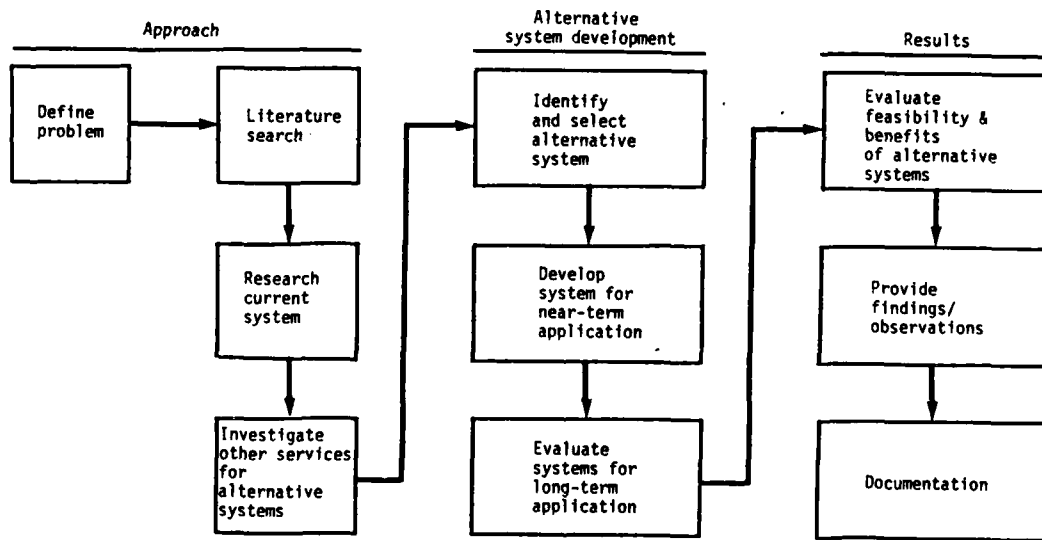 Approach
Define
problem
Literature
search
Research
current
system
Investigate
other services
for
alternative
systems
Alternative
system development
Identify
and select
alternative
system
Develop
system for
near-term
application
Evaluate
systems for
long-term
application
Results
Evaluate
feasibility &
benefits
of alternative
systems
Provide
findings/
observations
Documentation